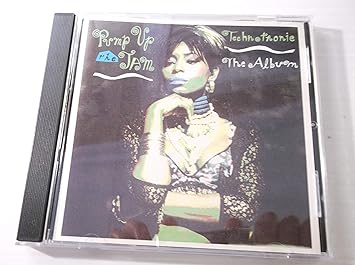 Pump Up
the JAM
Technotronic
The Album